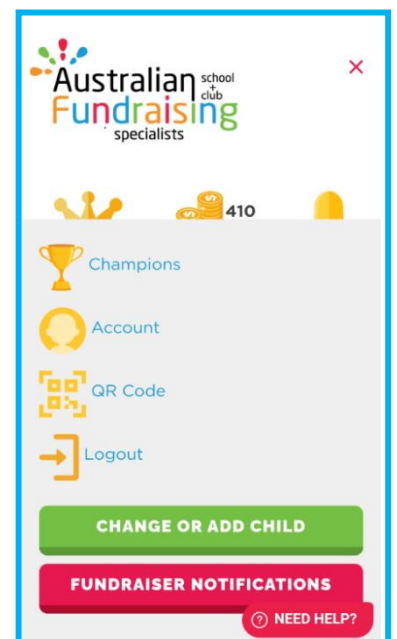 Australian school
+
club
Fundraising
specialists
410
Champions
Account
QR Code
Logout
CHANGE OR ADD CHILD
FUNDRAISER NOTIFICATIONS
? NEED HELP?